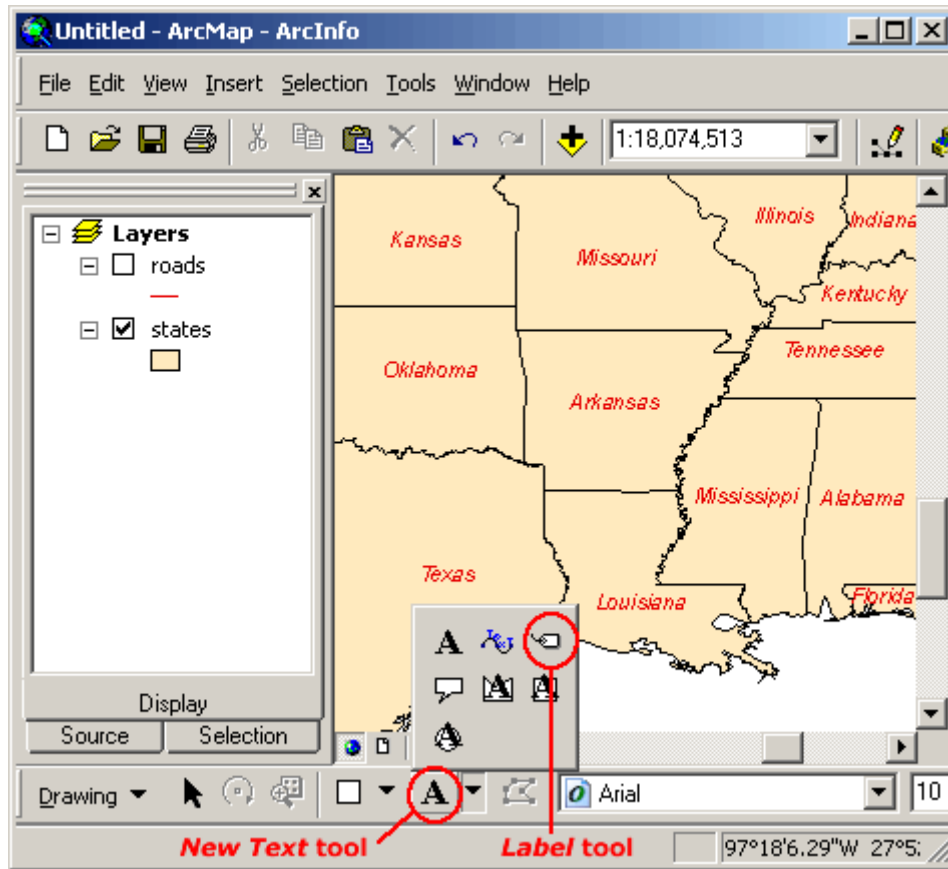 Untitled - ArcMap - ArcInfo
File Edit View Insert Selection Tools Window Help
1:18,074,513
Layers
roads
states
Kansas
Missouri
Illinois
Indiana
Kentucky
Oklahoma
Arkansas
Tennessee
Mississippi
Alabama
Texas
Louisiana
Florida
A
A
A
A
Display
Source
Selection
Drawing
A
Arial
10
New Text tool
Label tool
97°18'6.29"W 27°5